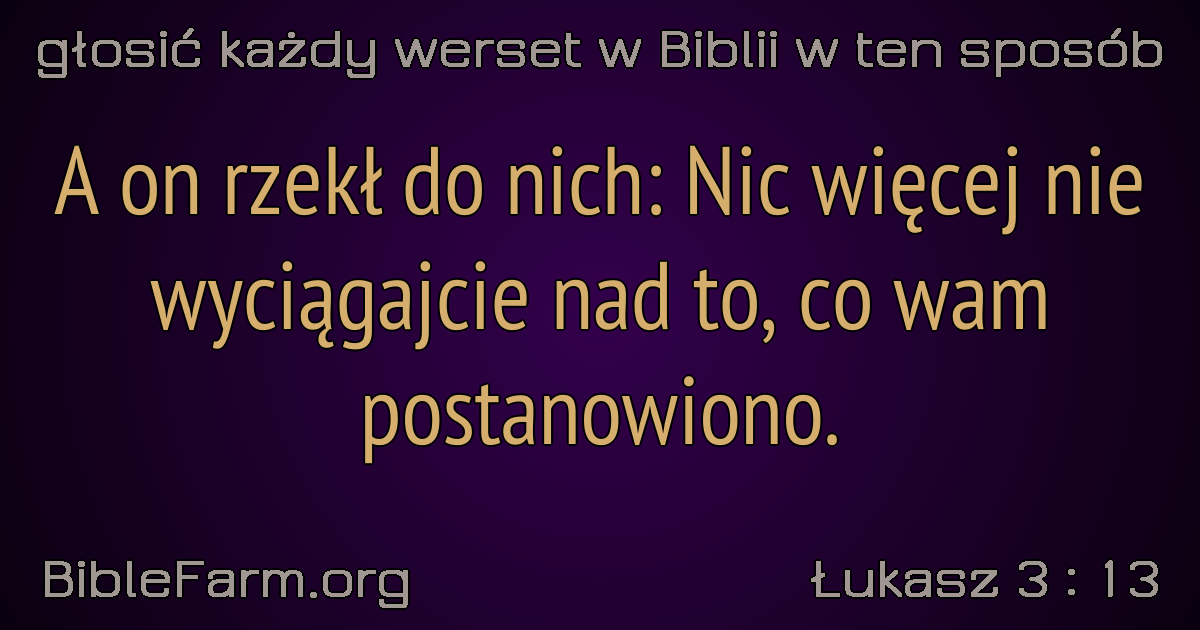 głosić każdy werset w Biblii w ten sposób
A on rzekł do nich: Nic więcej nie
wyciągajcie nad to, co wam
postanowiono.
BibleFarm.org
Łukasz 3 : 13